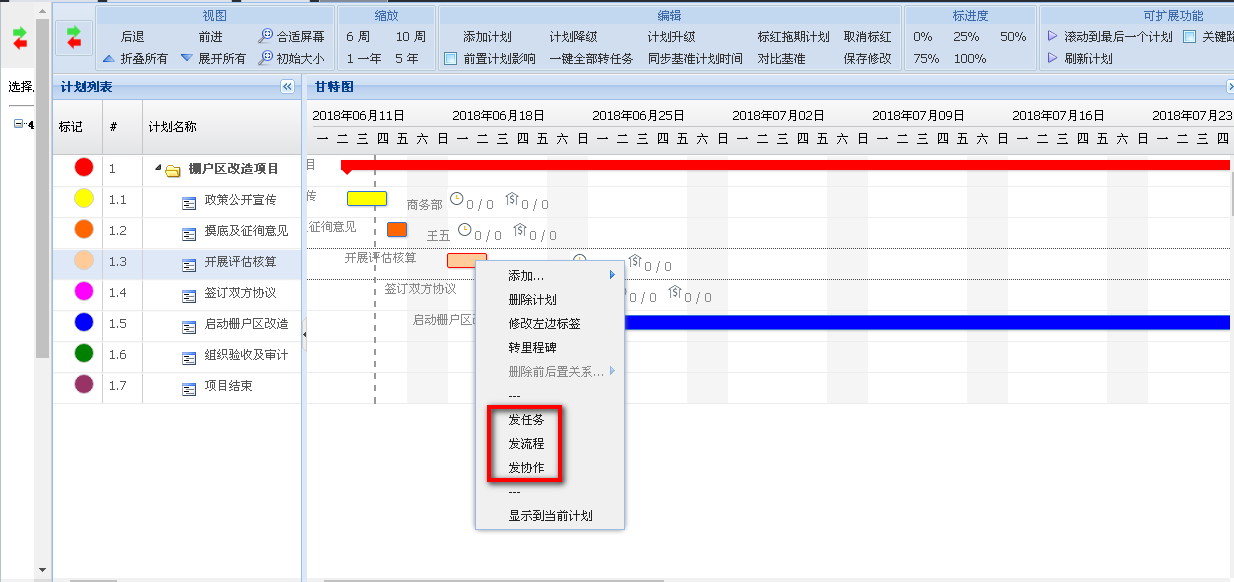 视图
缩放
编辑
标进度
可扩展功能
后退 前进 合适屏幕 6 周 10 周 添加计划 计划降级 计划升级 标红拖期计划 取消标红 0% 25% 50% 滚动到最后一个计划
折叠所有 展开所有 初始大小 1 一年 5 年 前置计划影响 一键全部转任务 同步基准计划时间 对比基准 保存修改 75% 100% 刷新计划
选择
4
计划列表
甘特图
标记 # 计划名称
2018年06月11日 2018年06月18日 2018年06月25日 2018年07月02日 2018年07月09日 2018年07月16日 2018年07月23
一 二 三 四 五 六 日 一 二 三 四 五 六 日 一 二 三 四 五 六 日 一 二 三 四 五 六 日 一 二 三 四 五 六 日 一 二 三 四 五 六 日 一 二 三 四
1 棚户区改造项目 目
1.1 政策公开宣传 传 商务部 0 / 0 0 / 0
1.2 摸底及征徇意见 征徇意见 王五 0 / 0 0 / 0
1.3 开展评估核算 开展评估核算 0 / 0
1.4 签订双方协议 签订双方协议 0 / 0 0 / 0
1.5 启动栅户区改造 启动栅户区
1.6 组织验收及审计
1.7 项目结束
添加...
删除计划
修改左边标签
转里程碑
删除前后置关系...
---
发任务
发流程
发协作
---
显示到当前计划